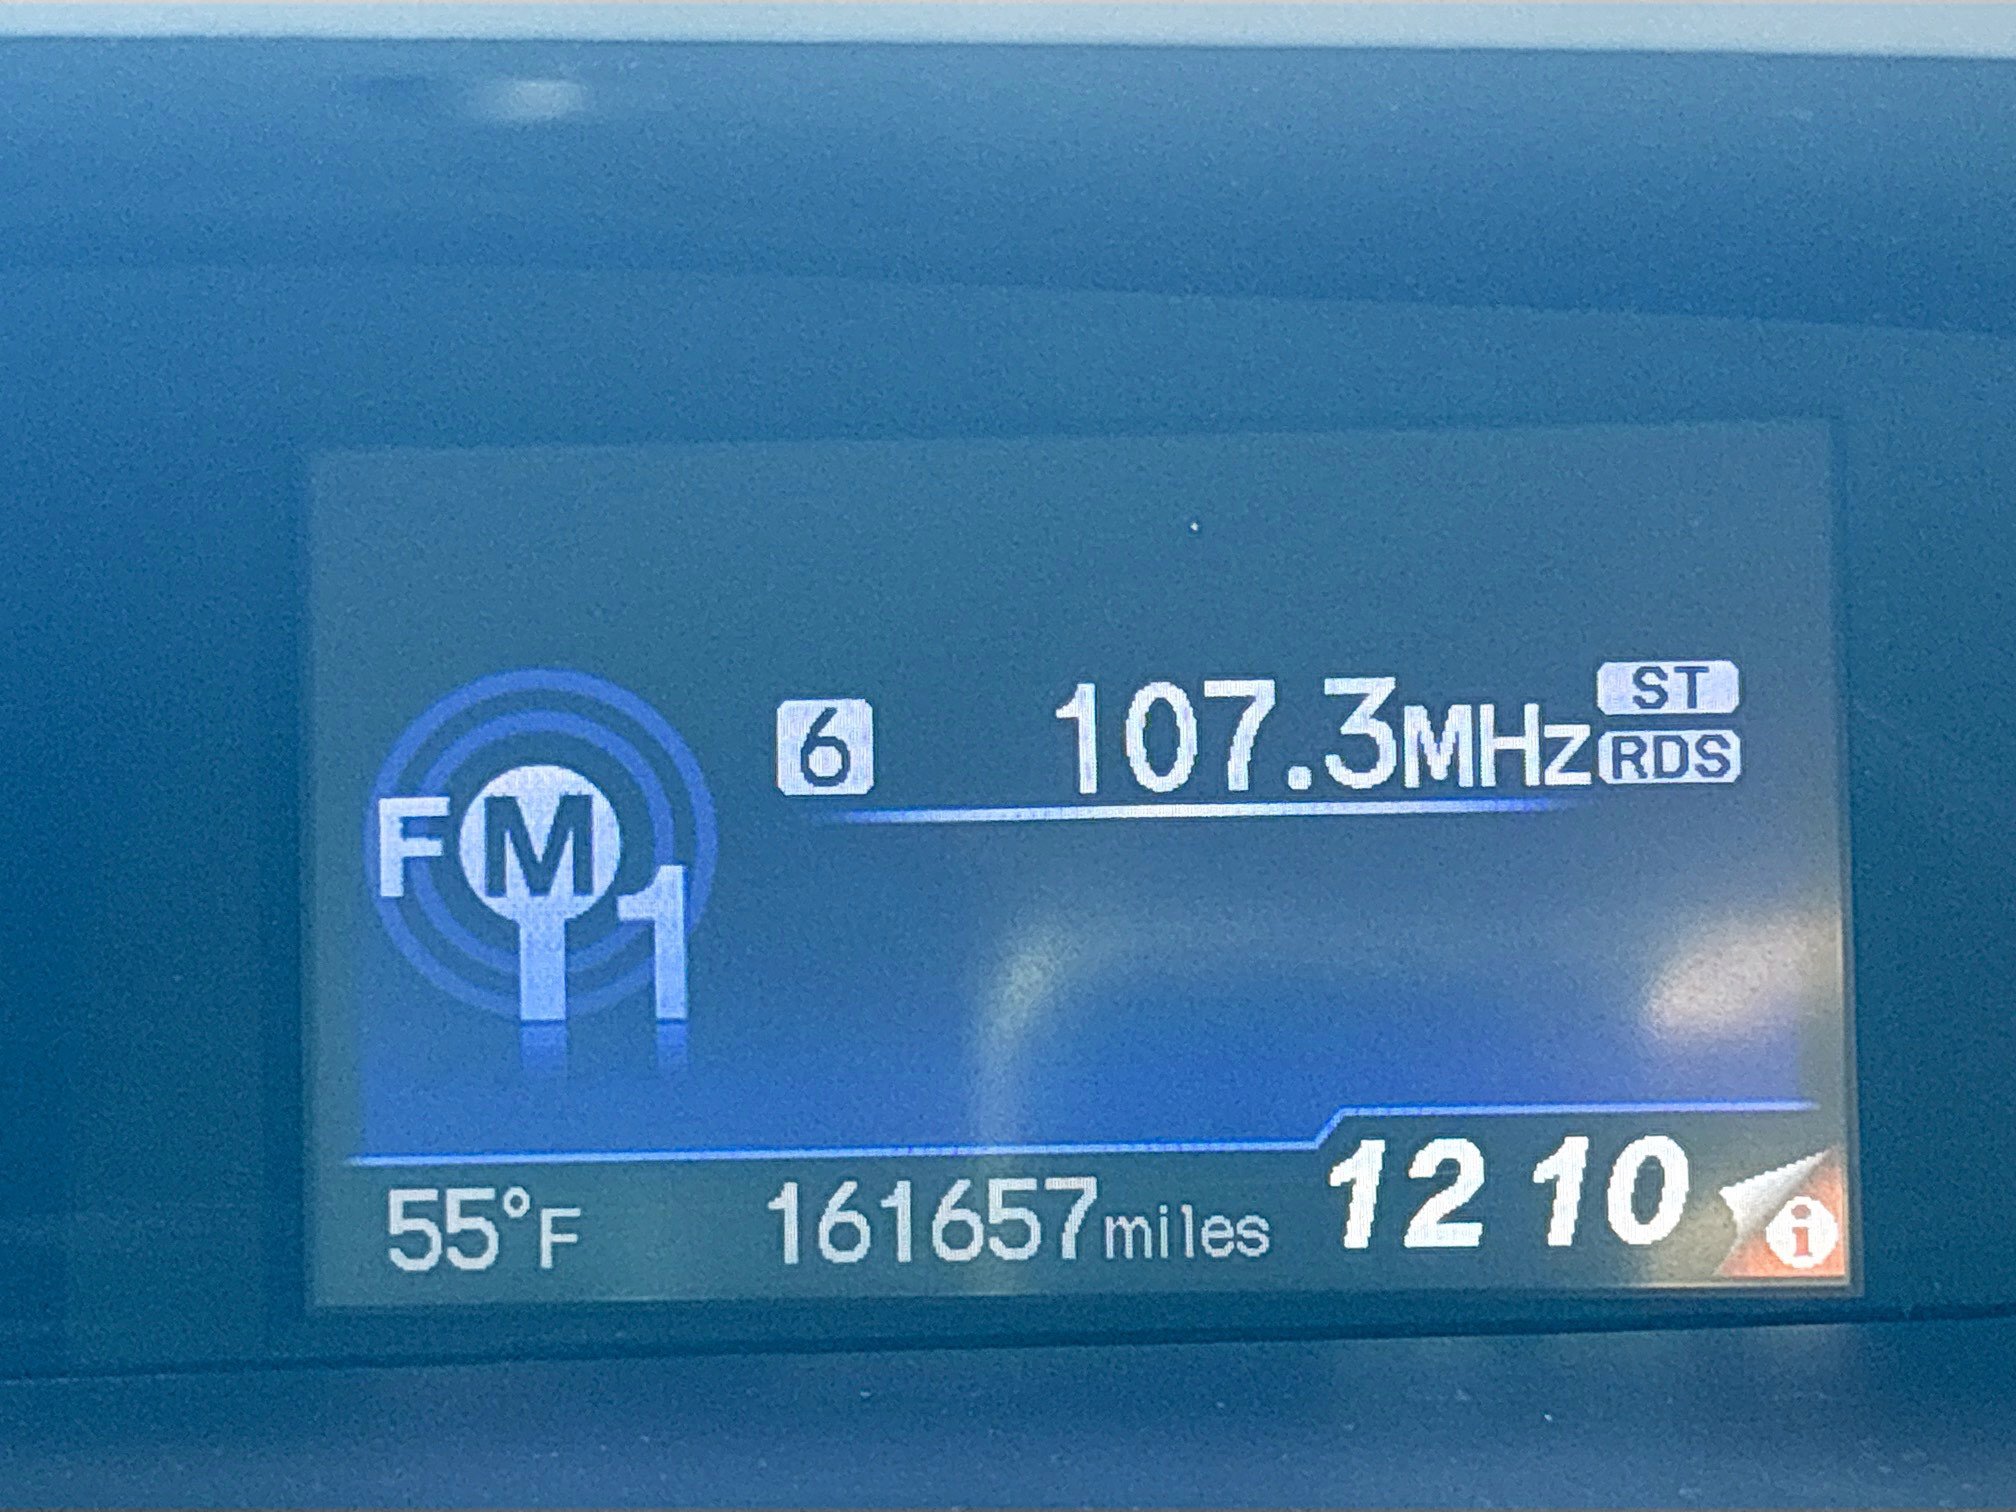 FM1
6 107.3MHz ST
RDS
55°F 161657miles 12 10 i